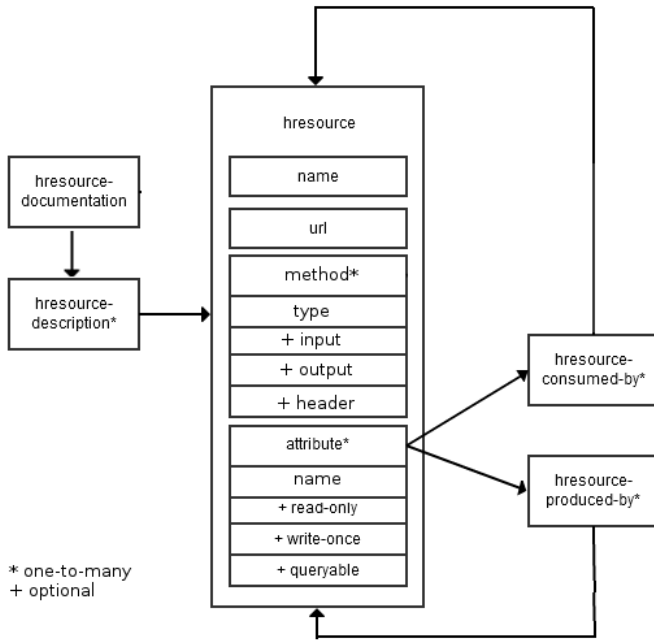 hresource
name
url
method*
type
+ input
+ output
+ header
attribute*
name
+ read-only
+ write-once
+ queryable
hresource-
documentation
hresource-
description*
hresource-
consumed-by*
hresource-
produced-by*
* one-to-many
+ optional